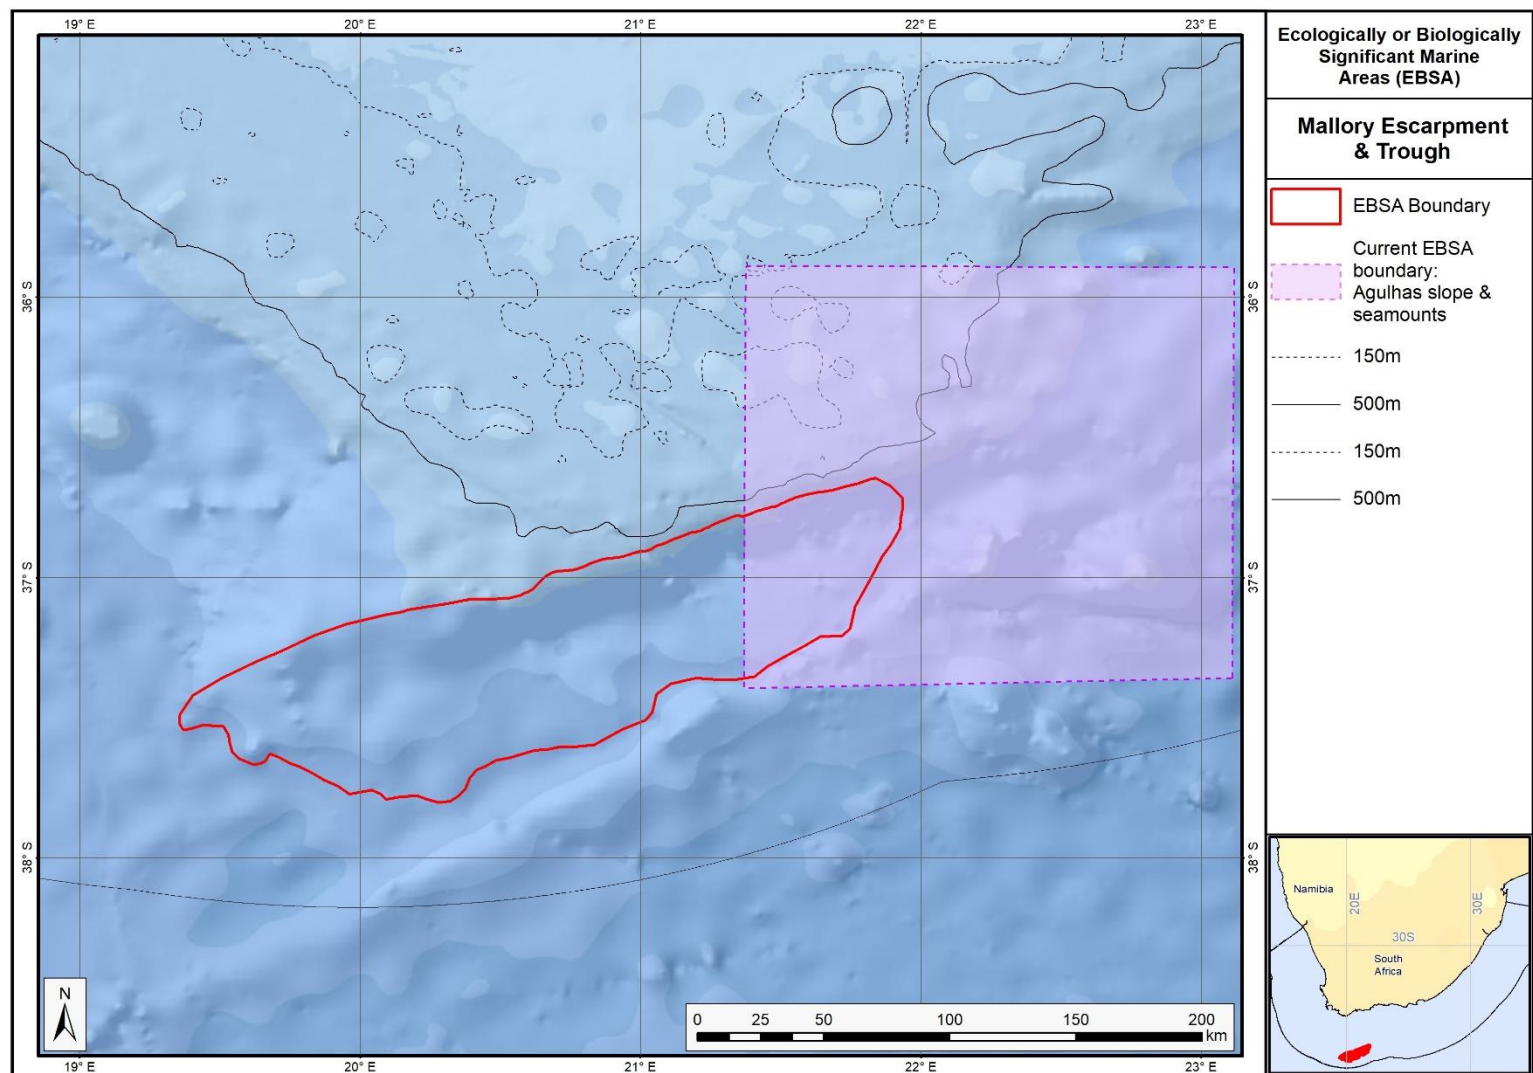 19° E
20° E
21° E
22° E
23° E
36° S
37° S
38° S
36° S
37° S
38° S
19° E
20° E
21° E
22° E
23° E
N
0 25 50 100 150 200
km
Ecologically or Biologically
Significant Marine
Areas (EBSA)
Mallory Escarpment
& Trough
EBSA Boundary
Current EBSA
boundary:
Agulhas slope &
seamounts
150m
500m
150m
500m
Namibia
20E
30E
30S
South
Africa